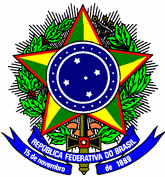 REPÚBLICA FEDERATIVA DO BRASIL
15 de novembro de 1889